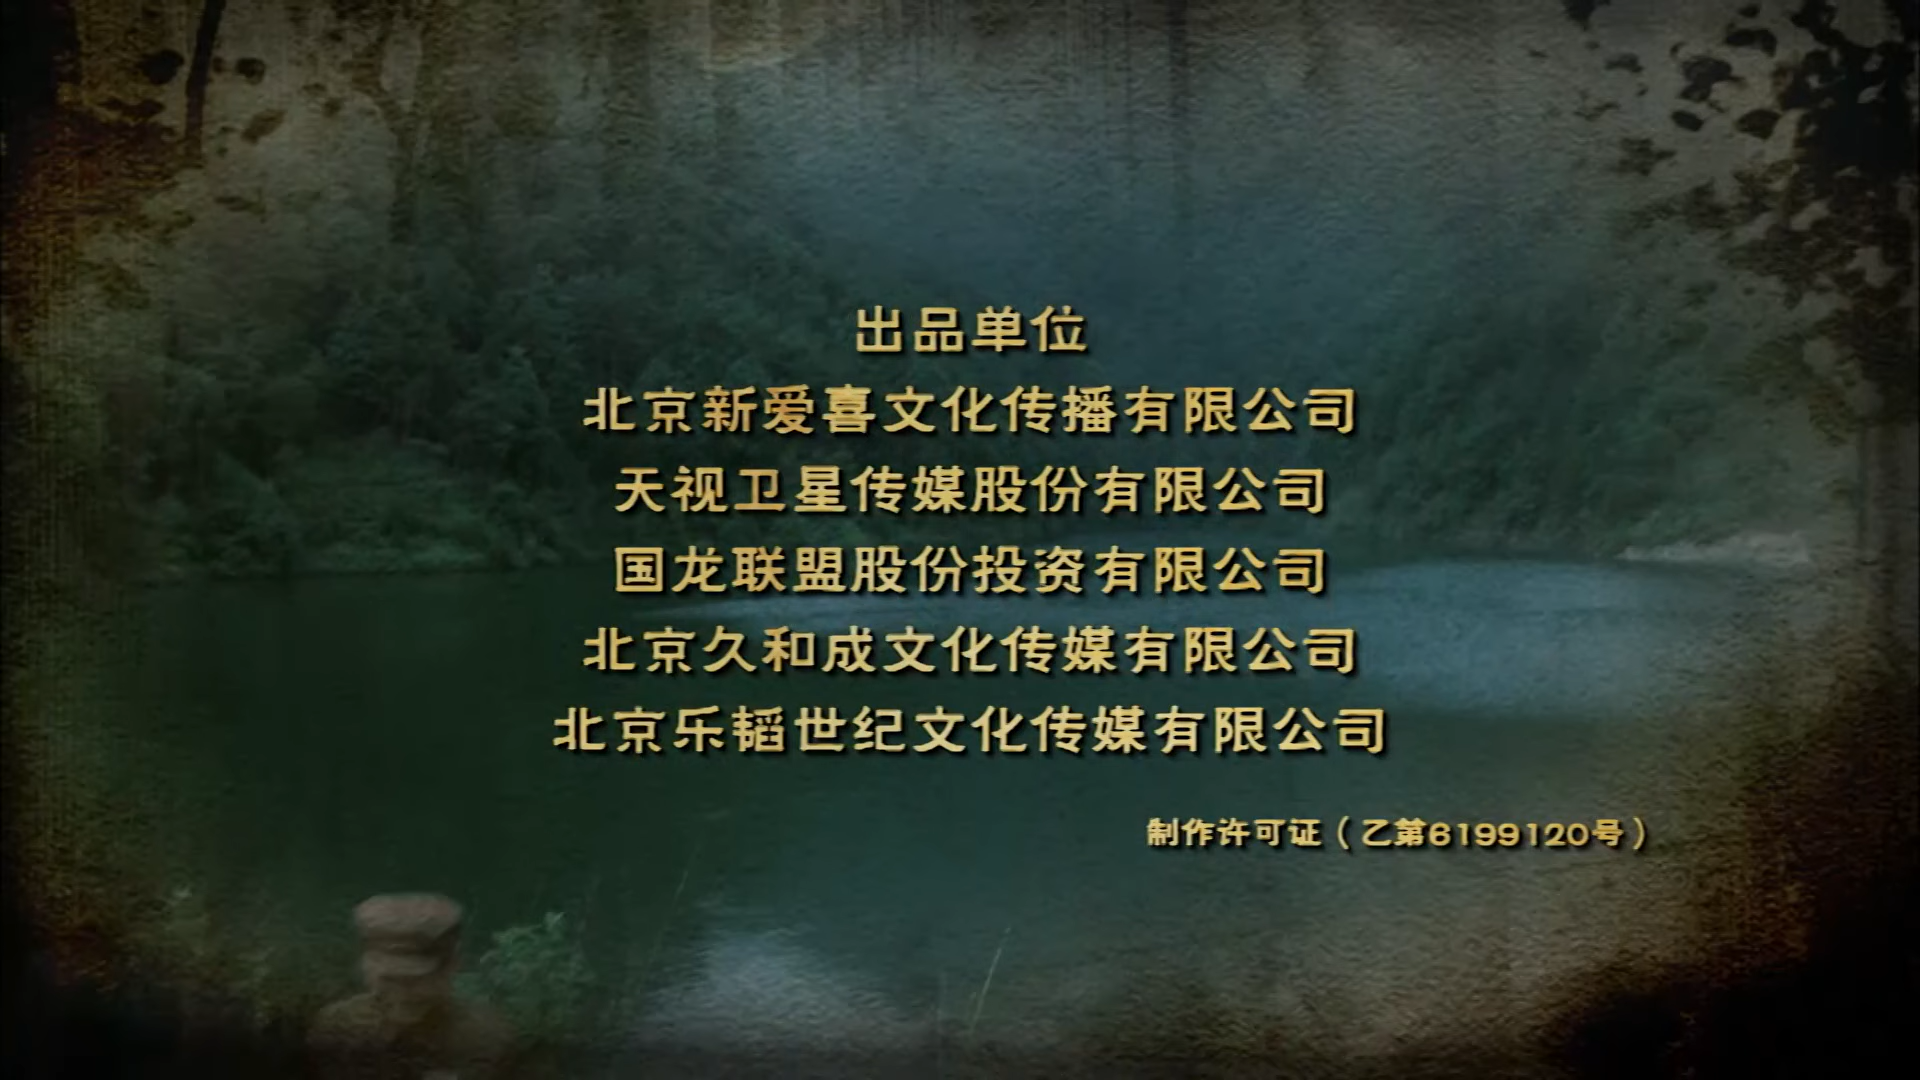 出品单位
北京新爱喜文化传播有限公司
天视卫星传媒股份有限公司
国龙联盟股份投资有限公司
北京久和成文化传媒有限公司
北京乐韬世纪文化传媒有限公司
制作许可证（乙第6199120号）